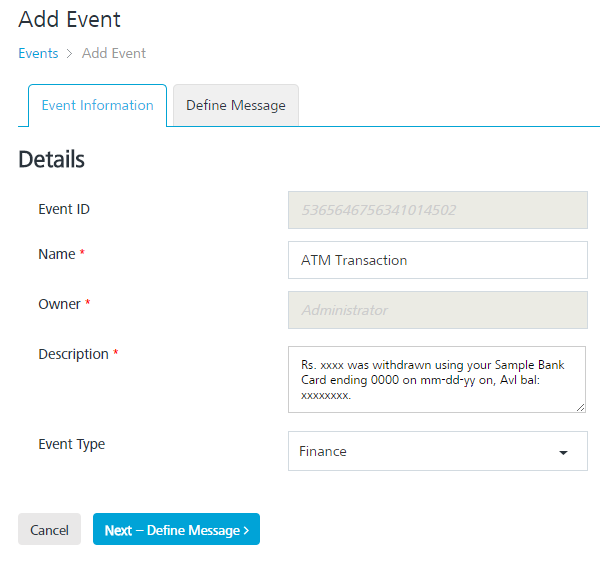 Add Event
Events > Add Event
Event Information Define Message
Details
Event ID 5365646756341014502
Name * ATM Transaction
Owner * Administrator
Description * Rs. xxxx was withdrawn using your Sample Bank
Card ending 0000 on mm-dd-yy on, Avl bal:
xxxxxxxx.
Event Type Finance
Cancel Next – Define Message >